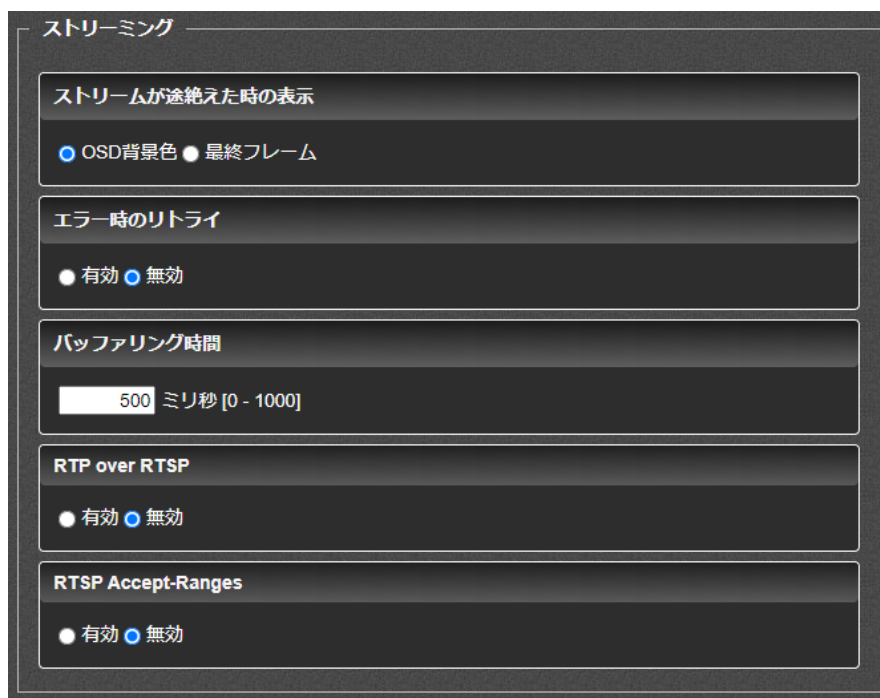 ストリーミング
ストリームが途絶えた時の表示
OSD背景色 最終フレーム
エラー時のリトライ
有効 無効
バッファリング時間
500 ミリ秒 [0 - 1000]
RTP over RTSP
有効 無効
RTSP Accept-Ranges
有効 無効